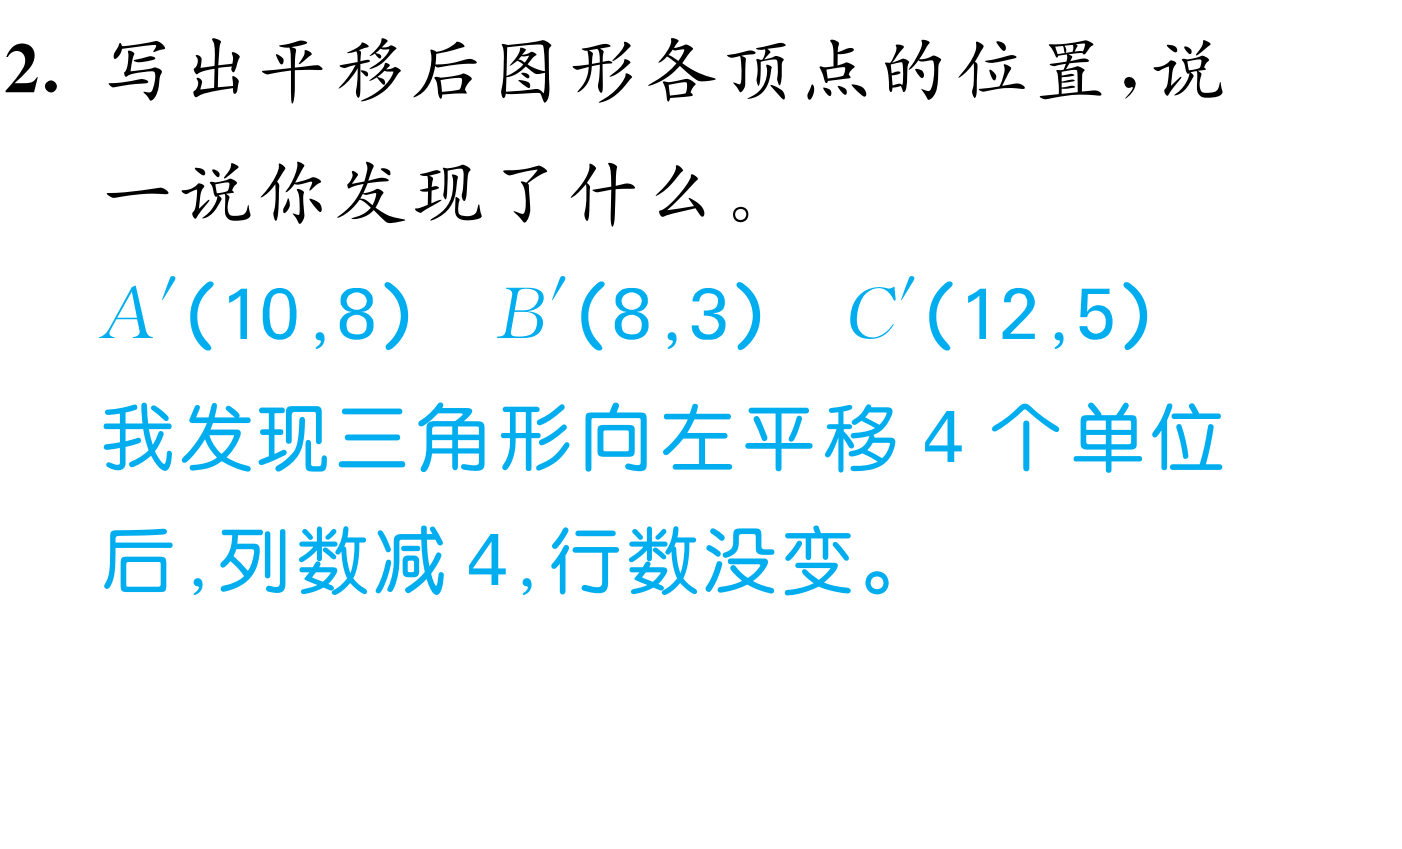 2. 写出平移后图形各顶点的位置,说
一说你发现了什么。
A′(10,8) B′(8,3) C′(12,5)
我发现三角形向左平移 4 个单位
后,列数减 4,行数没变。